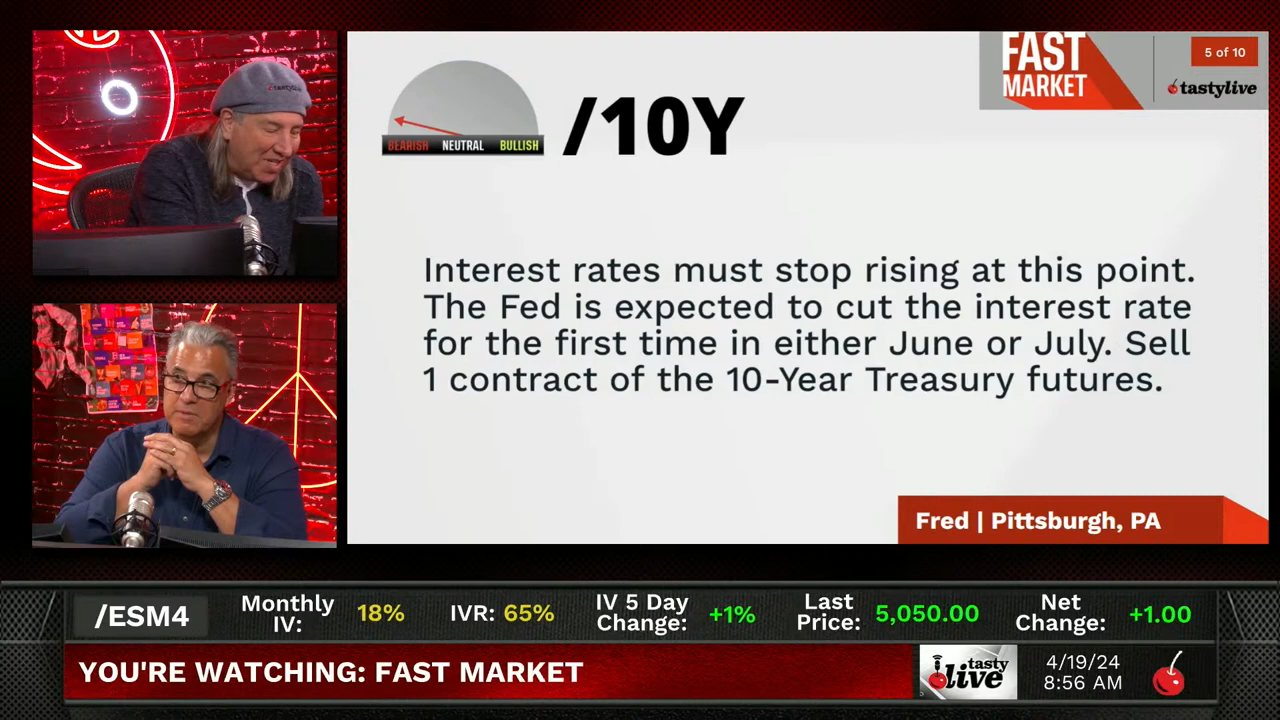 tastylive
FAST
MARKET
5 of 10
tastylive
/10Y
BEARISH NEUTRAL BULLISH
Interest rates must stop rising at this point.
The Fed is expected to cut the interest rate
for the first time in either June or July. Sell
1 contract of the 10-Year Treasury futures.
Fred | Pittsburgh, PA
/ESM4
Monthly
IV:
18%
IVR: 65%
IV 5 Day
Change:
+1%
Last
Price:
5,050.00
Net
Change:
+1.00
YOU'RE WATCHING: FAST MARKET
tasty
live
4/19/24
8:56 AM